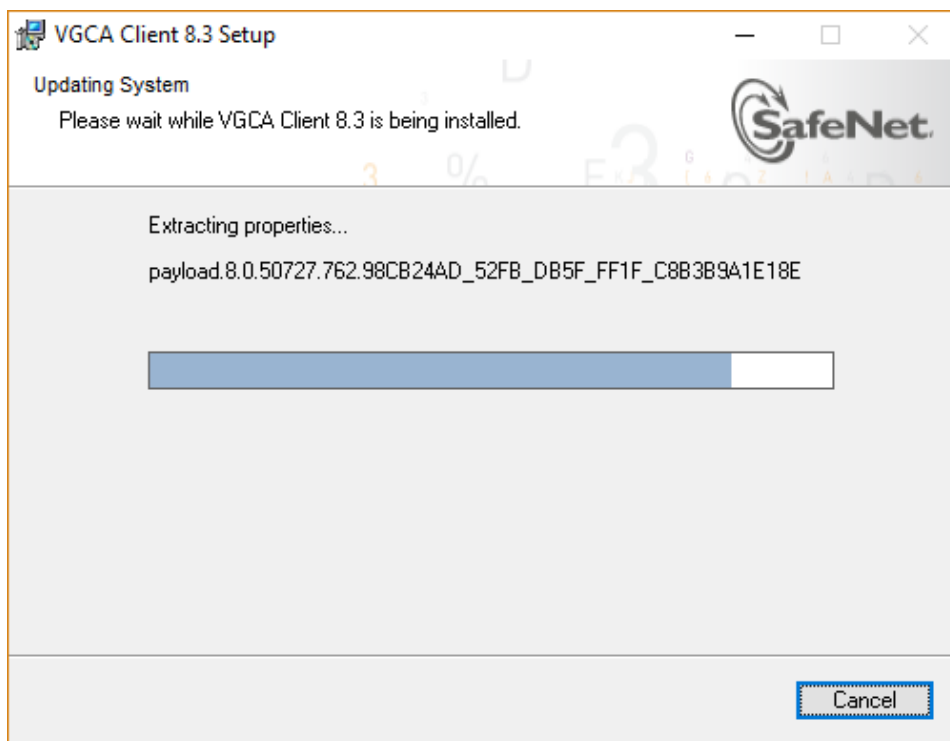 VGCA Client 8.3 Setup
Updating System
Please wait while VGCA Client 8.3 is being installed.
SafeNet.
Extracting properties...
payload.8.0.50727.762.98CB24AD_52FB_DB5F_FF1F_C8B3B9A1E18E
Cancel